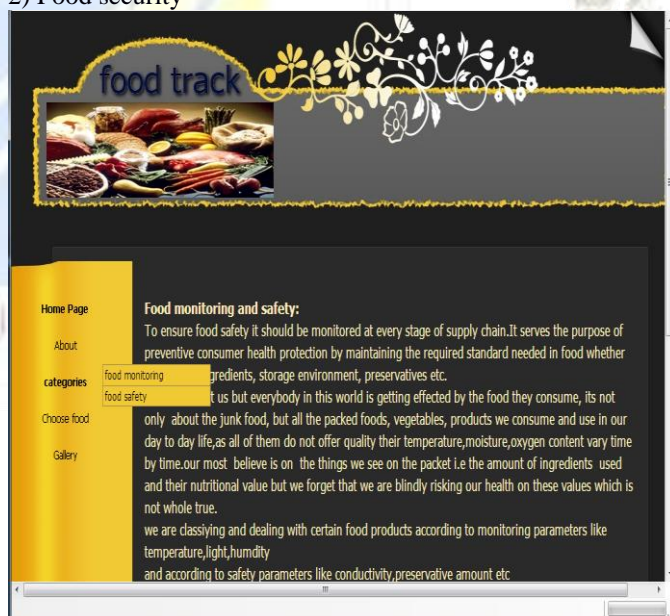 2) Food security
food track
Home Page
About
categories
Choose food
Gallery
food monitoring
food safety
Food monitoring and safety:
To ensure food safety it should be monitored at every stage of supply chain.It serves the purpose of
preventive consumer health protection by maintaining the required standard needed in food whether
gredients, storage environment, preservatives etc.
t us but everybody in this world is getting effected by the food they consume, its not
only about the junk food, but all the packed foods, vegetables, products we consume and use in our
day to day life,as all of them do not offer quality their temperature,moisture,oxygen content vary time
by time.our most believe is on the things we see on the packet i.e the amount of ingredients used
and their nutritional value but we forget that we are blindly risking our health on these values which is
not whole true.
we are classiying and dealing with certain food products according to monitoring parameters like
temperature,light,humdity
and according to safety parameters like conductivity,preservative amount etc